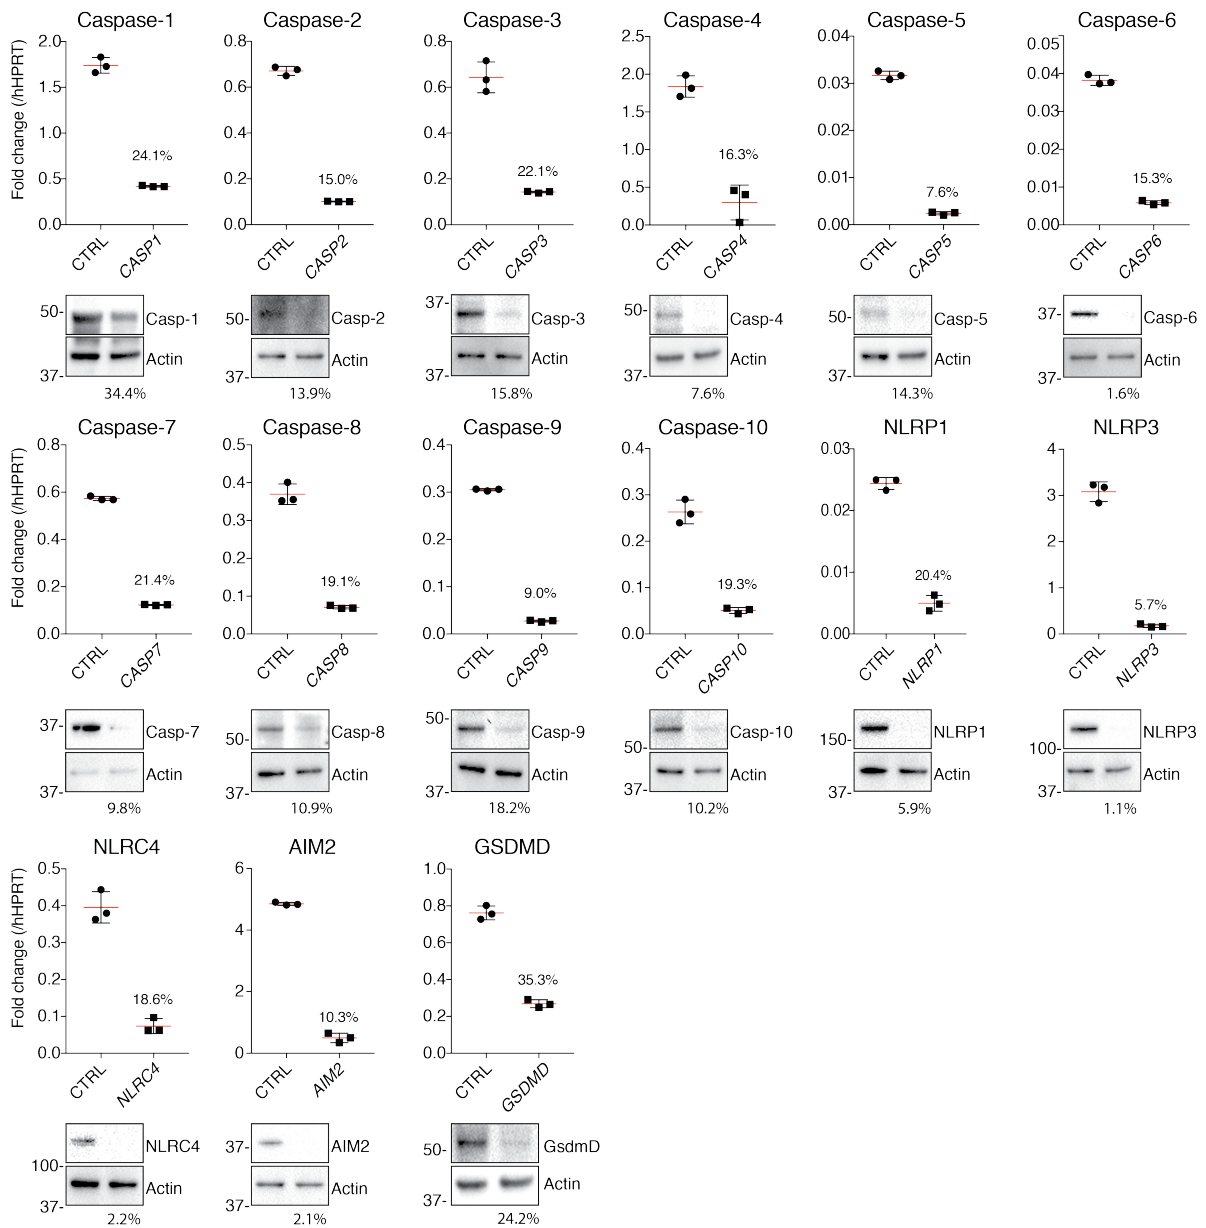 Caspase-1
Fold change (/hHPRT)
2.0
1.5
1.0
0.5
0.0
24.1%
CTRL
CASP1
50-
Casp-1
Actin
37-
34.4%
Caspase-2
0.8
0.6
0.4
0.2
0.0
15.0%
CTRL
CASP2
50-
Casp-2
Actin
37-
13.9%
Caspase-3
0.8
0.6
0.4
0.2
0.0
22.1%
CTRL
CASP3
37-
Casp-3
Actin
37-
15.8%
Caspase-4
2.5
2.0
1.5
1.0
0.5
0.0
16.3%
CTRL
CASP4
50-
Casp-4
Actin
37-
7.6%
Caspase-5
0.04
0.03
0.02
0.01
0.00
7.6%
CTRL
CASP5
50-
Casp-5
Actin
37-
14.3%
Caspase-6
0.05
0.04
0.03
0.02
0.01
0.00
15.3%
CTRL
CASP6
37-
Casp-6
Actin
37-
1.6%
Caspase-7
Fold change (/hHPRT)
0.8
0.6
0.4
0.2
0.0
21.4%
CTRL
CASP7
37-
Casp-7
Actin
37-
9.8%
Caspase-8
0.5
0.4
0.3
0.2
0.1
0.0
19.1%
CTRL
CASP8
50-
Casp-8
Actin
37-
10.9%
Caspase-9
0.4
0.3
0.2
0.1
0.0
9.0%
CTRL
CASP9
50-
Casp-9
Actin
37-
18.2%
Caspase-10
0.4
0.3
0.2
0.1
0.0
19.3%
CTRL
CASP10
50-
Casp-10
Actin
37-
10.2%
NLRP1
0.03
0.02
0.01
0.00
20.4%
CTRL
NLRP1
150-
NLRP1
Actin
37-
5.9%
NLRP3
4
3
2
1
0
5.7%
CTRL
NLRP3
100-
NLRP3
Actin
37-
1.1%
NLRC4
Fold change (/hHPRT)
0.5
0.4
0.3
0.2
0.1
0.0
18.6%
CTRL
NLRC4
100-
NLRC4
Actin
37-
2.2%
AIM2
6
4
2
0
10.3%
CTRL
AIM2
37-
AIM2
Actin
37-
2.1%
GSDMD
1.0
0.8
0.6
0.4
0.2
0.0
35.3%
CTRL
GSDMD
50-
GsdmD
Actin
37-
24.2%